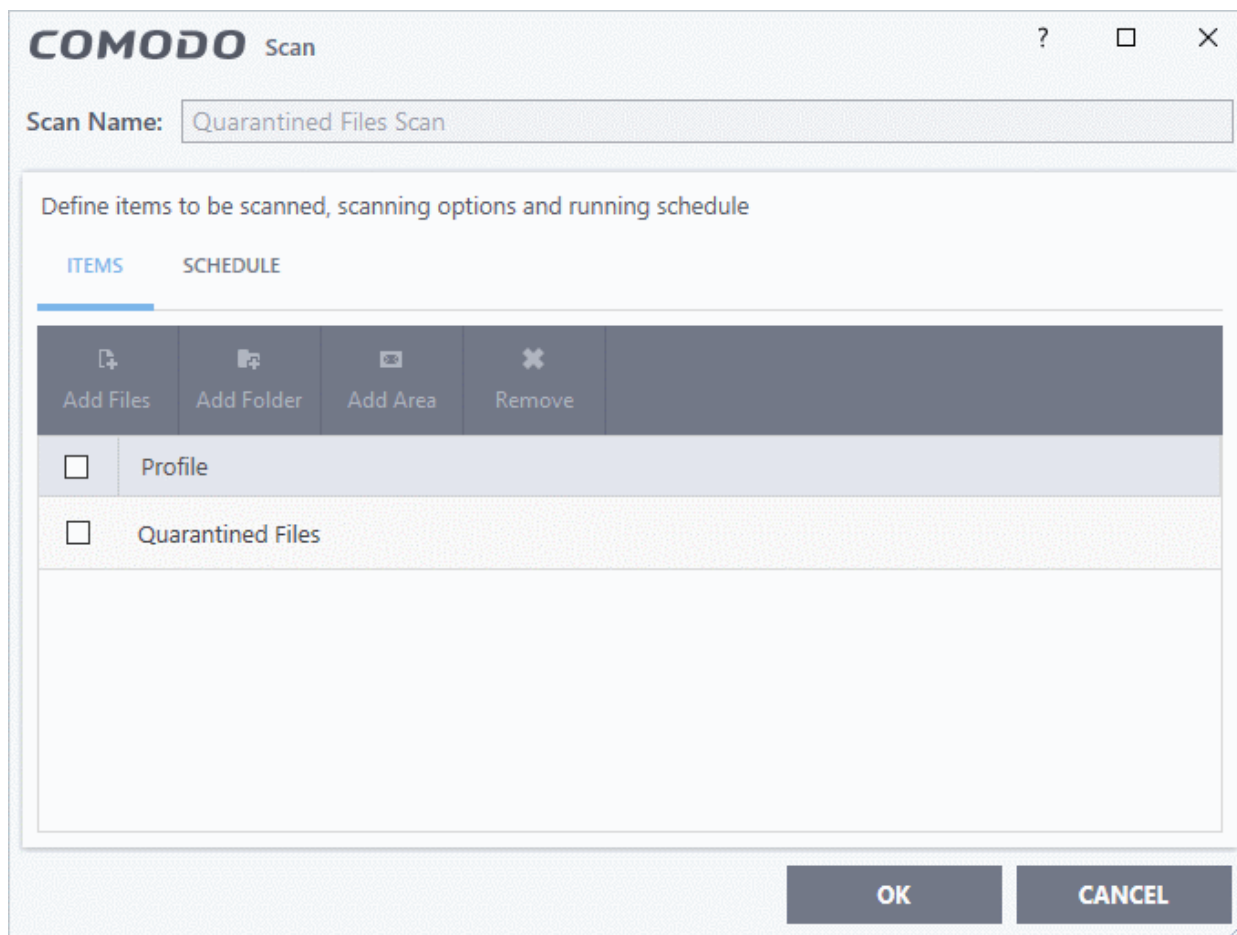 COMODO Scan ?
Scan Name: Quarantined Files Scan
Define items to be scanned, scanning options and running schedule
ITEMS SCHEDULE
Add Files Add Folder Add Area Remove
Profile
Quarantined Files
OK CANCEL